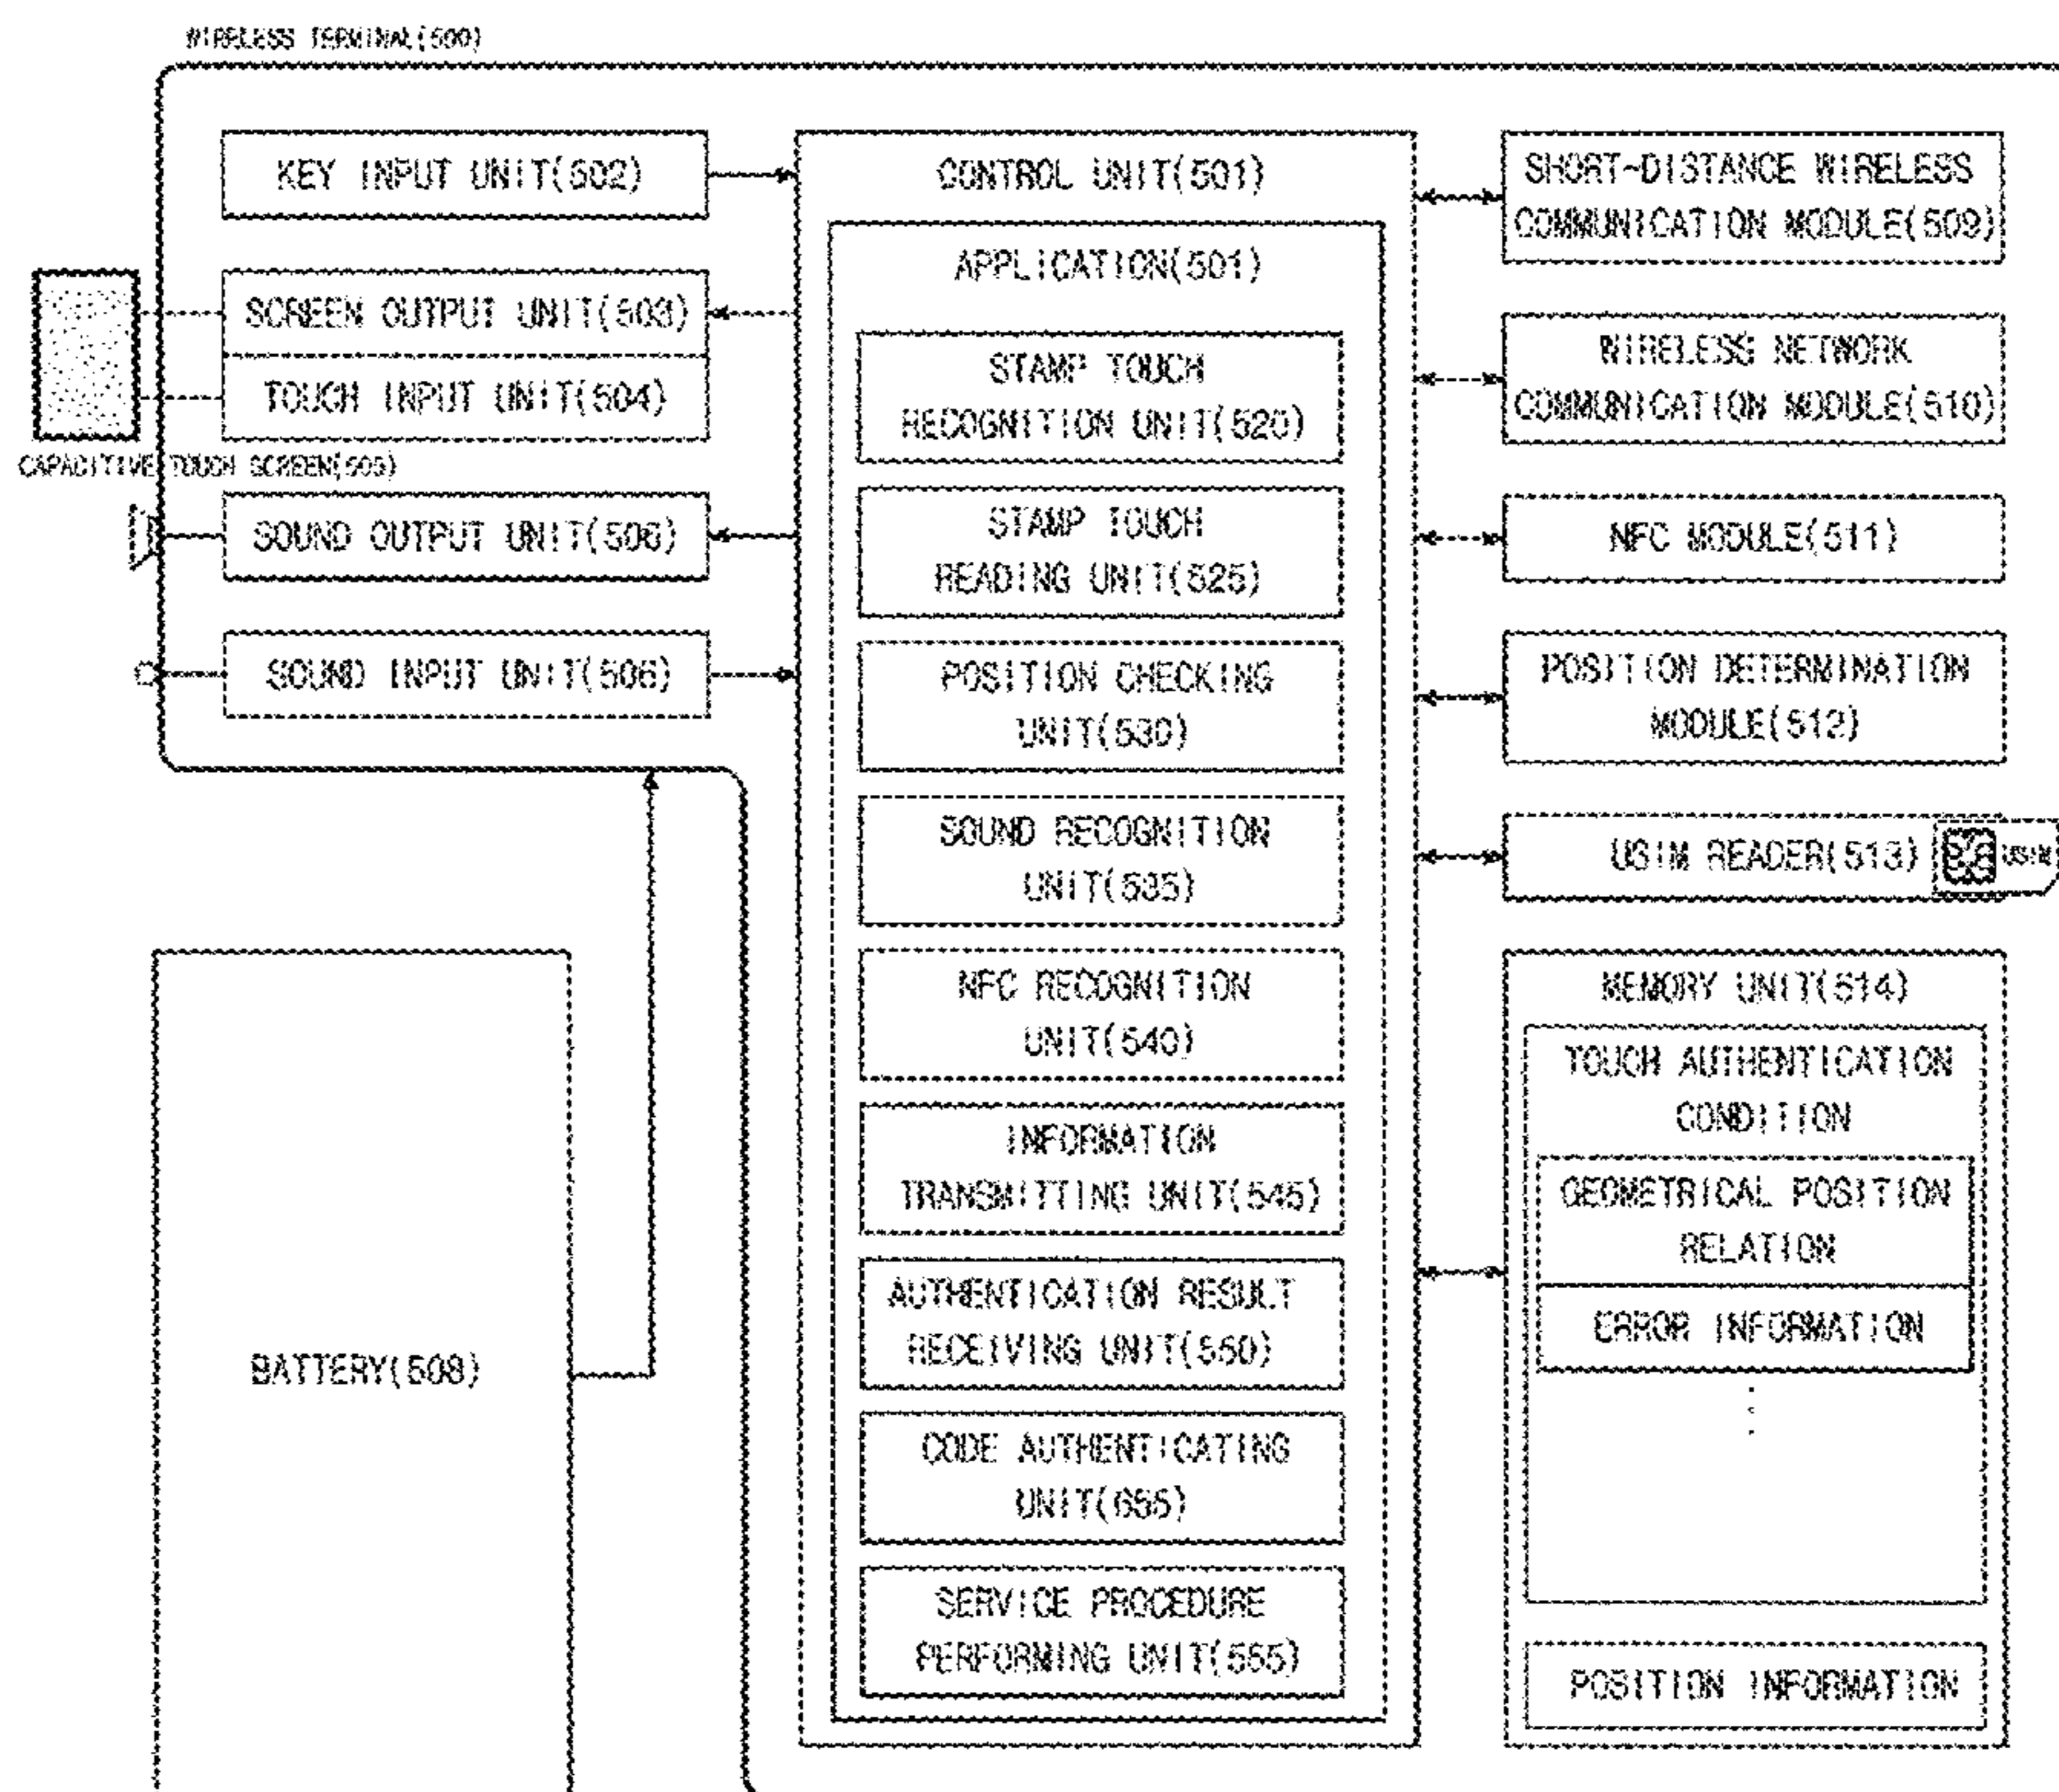 WIRELESS TERMINAL(500)
KEY INPUT UNIT(502)
SCREEN OUTPUT UNIT(503)
TOUCH INPUT UNIT(504)
CAPACITIVE TOUCH SCREEN(505)
SOUND OUTPUT UNIT(506)
SOUND INPUT UNIT(506)
BATTERY(508)
CONTROL UNIT(501)
APPLICATION(501)
STAMP TOUCH
RECOGNITION UNIT(520)
STAMP TOUCH
READING UNIT(525)
POSITION CHECKING
UNIT(530)
SOUND RECOGNITION
UNIT(535)
NFC RECOGNITION
UNIT(540)
INFORMATION
TRANSMITTING UNIT(545)
AUTHENTICATION RESULT
RECEIVING UNIT(550)
CODE AUTHENTICATING
UNIT(655)
SERVICE PROCEDURE
PERFORMING UNIT(555)
SHORT-DISTANCE WIRELESS
COMMUNICATION MODULE(509)
WIRELESS NETWORK
COMMUNICATION MODULE(510)
NFC MODULE(511)
POSITION DETERMINATION
MODULE(512)
USIM READER(513)
USIM
MEMORY UNIT(514)
TOUCH AUTHENTICATION
CONDITION
GEOMETRICAL POSITION
RELATION
ERROR INFORMATION
POSITION INFORMATION